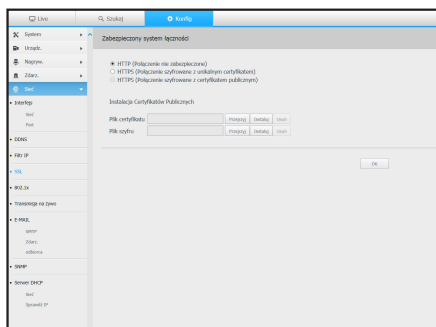 Live
Szukaj
Konfig
System
Urządz.
Nagryw.
Zdarz.
Sieć
Interfejs
Sieć
Port
DDNS
Filtr IP
SSL
802.1x
Transmisja na żywo
E-MAIL
SMTP
Zdarz.
odbiorca
SNMP
Serwer DHCP
Sieć
Sprawdź IP
Zabezpieczony system łączności
HTTP (Połączenie nie zabezpieczone)
HTTPS (Połączenie szyfrowane z unikalnym certyfikatem)
HTTPS (Połączenie szyfrowane z certyfikatem publicznym)
Instalacja Certyfikatów Publicznych
Plik certyfikatu Przejrzyj Instaluj Usuń
Plik szyfru Przejrzyj Instaluj Usuń
OK